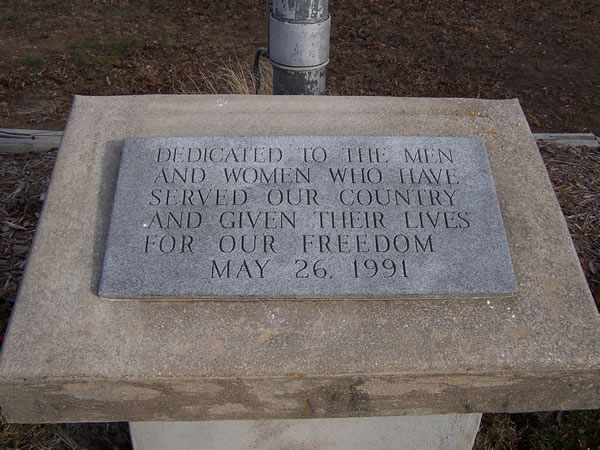 DEDICATED TO THE MEN
AND WOMEN WHO HAVE
SERVED OUR COUNTRY
AND GIVEN THEIR LIVES
FOR OUR FREEDOM
MAY 26, 1991